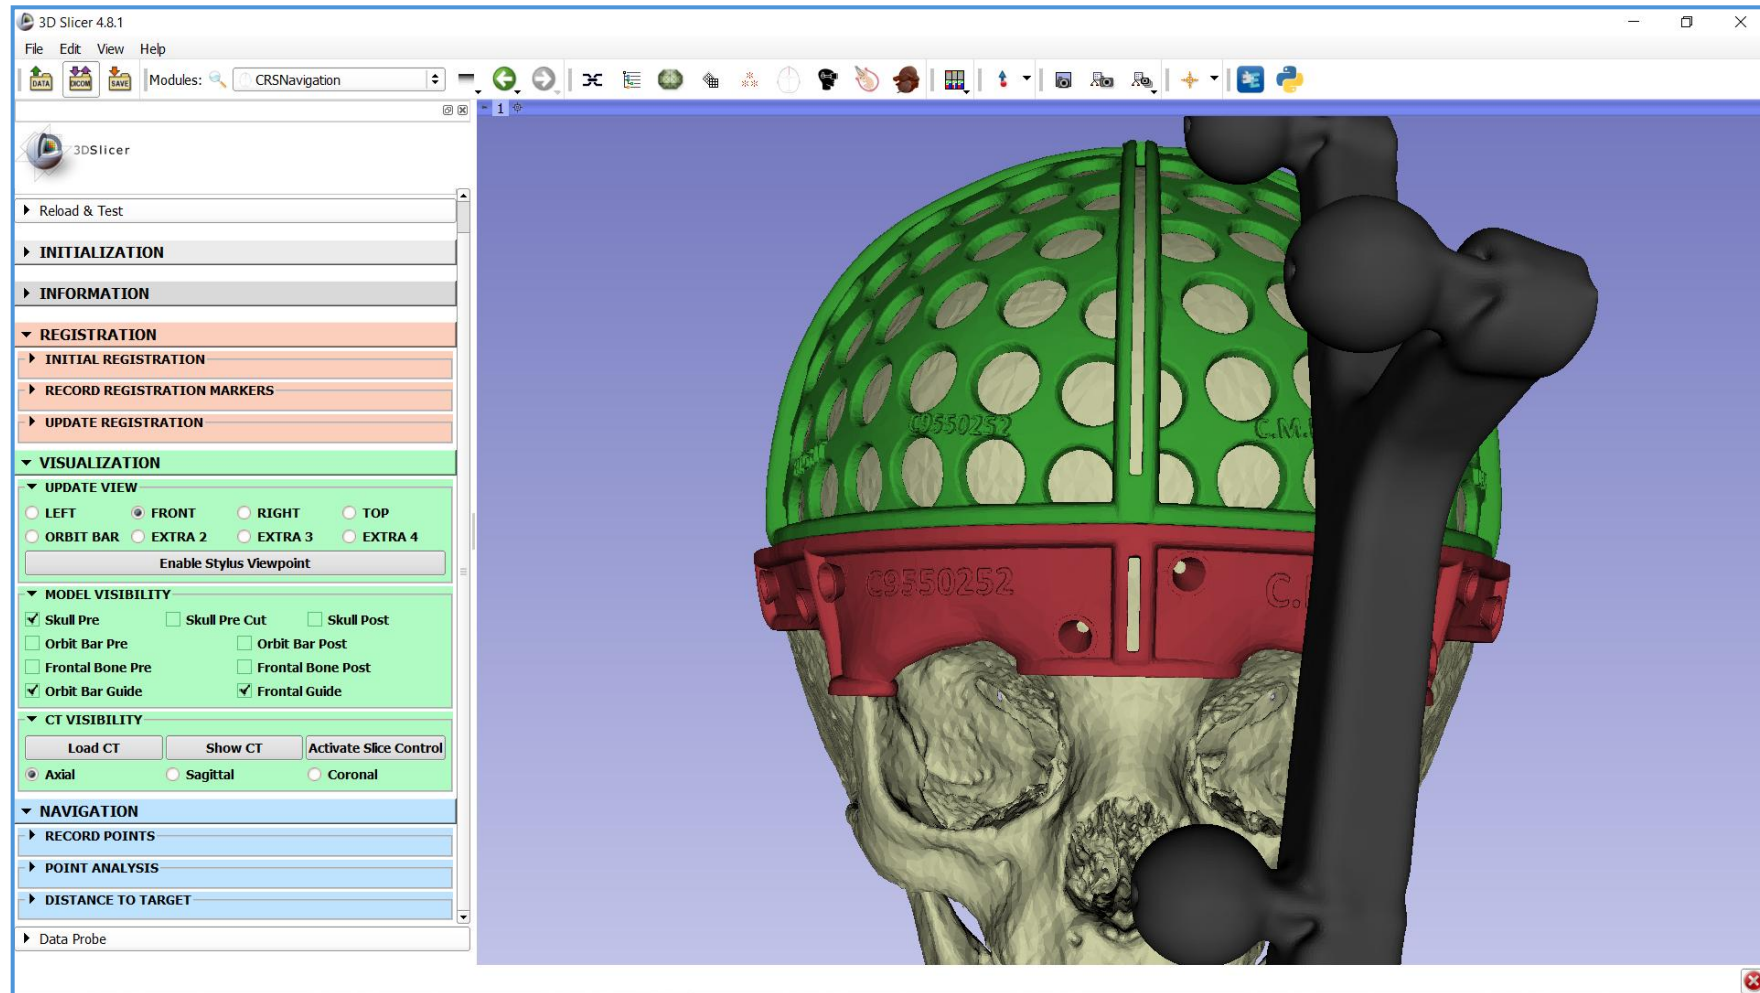 3D Slicer 4.8.1
File Edit View Help
DATA DICOM SAVE Modules: CRSNavigation
1
3DSlicer
Reload & Test
INITIALIZATION
INFORMATION
REGISTRATION
INITIAL REGISTRATION
RECORD REGISTRATION MARKERS
UPDATE REGISTRATION
VISUALIZATION
UPDATE VIEW
LEFT FRONT RIGHT TOP
ORBIT BAR EXTRA 2 EXTRA 3 EXTRA 4
Enable Stylus Viewpoint
MODEL VISIBILITY
Skull Pre Skull Pre Cut Skull Post
Orbit Bar Pre Orbit Bar Post
Frontal Bone Pre Frontal Bone Post
Orbit Bar Guide Frontal Guide
CT VISIBILITY
Load CT Show CT Activate Slice Control
Axial Sagittal Coronal
NAVIGATION
RECORD POINTS
POINT ANALYSIS
DISTANCE TO TARGET
Data Probe
C9550252 C.M.
C9550252 C.